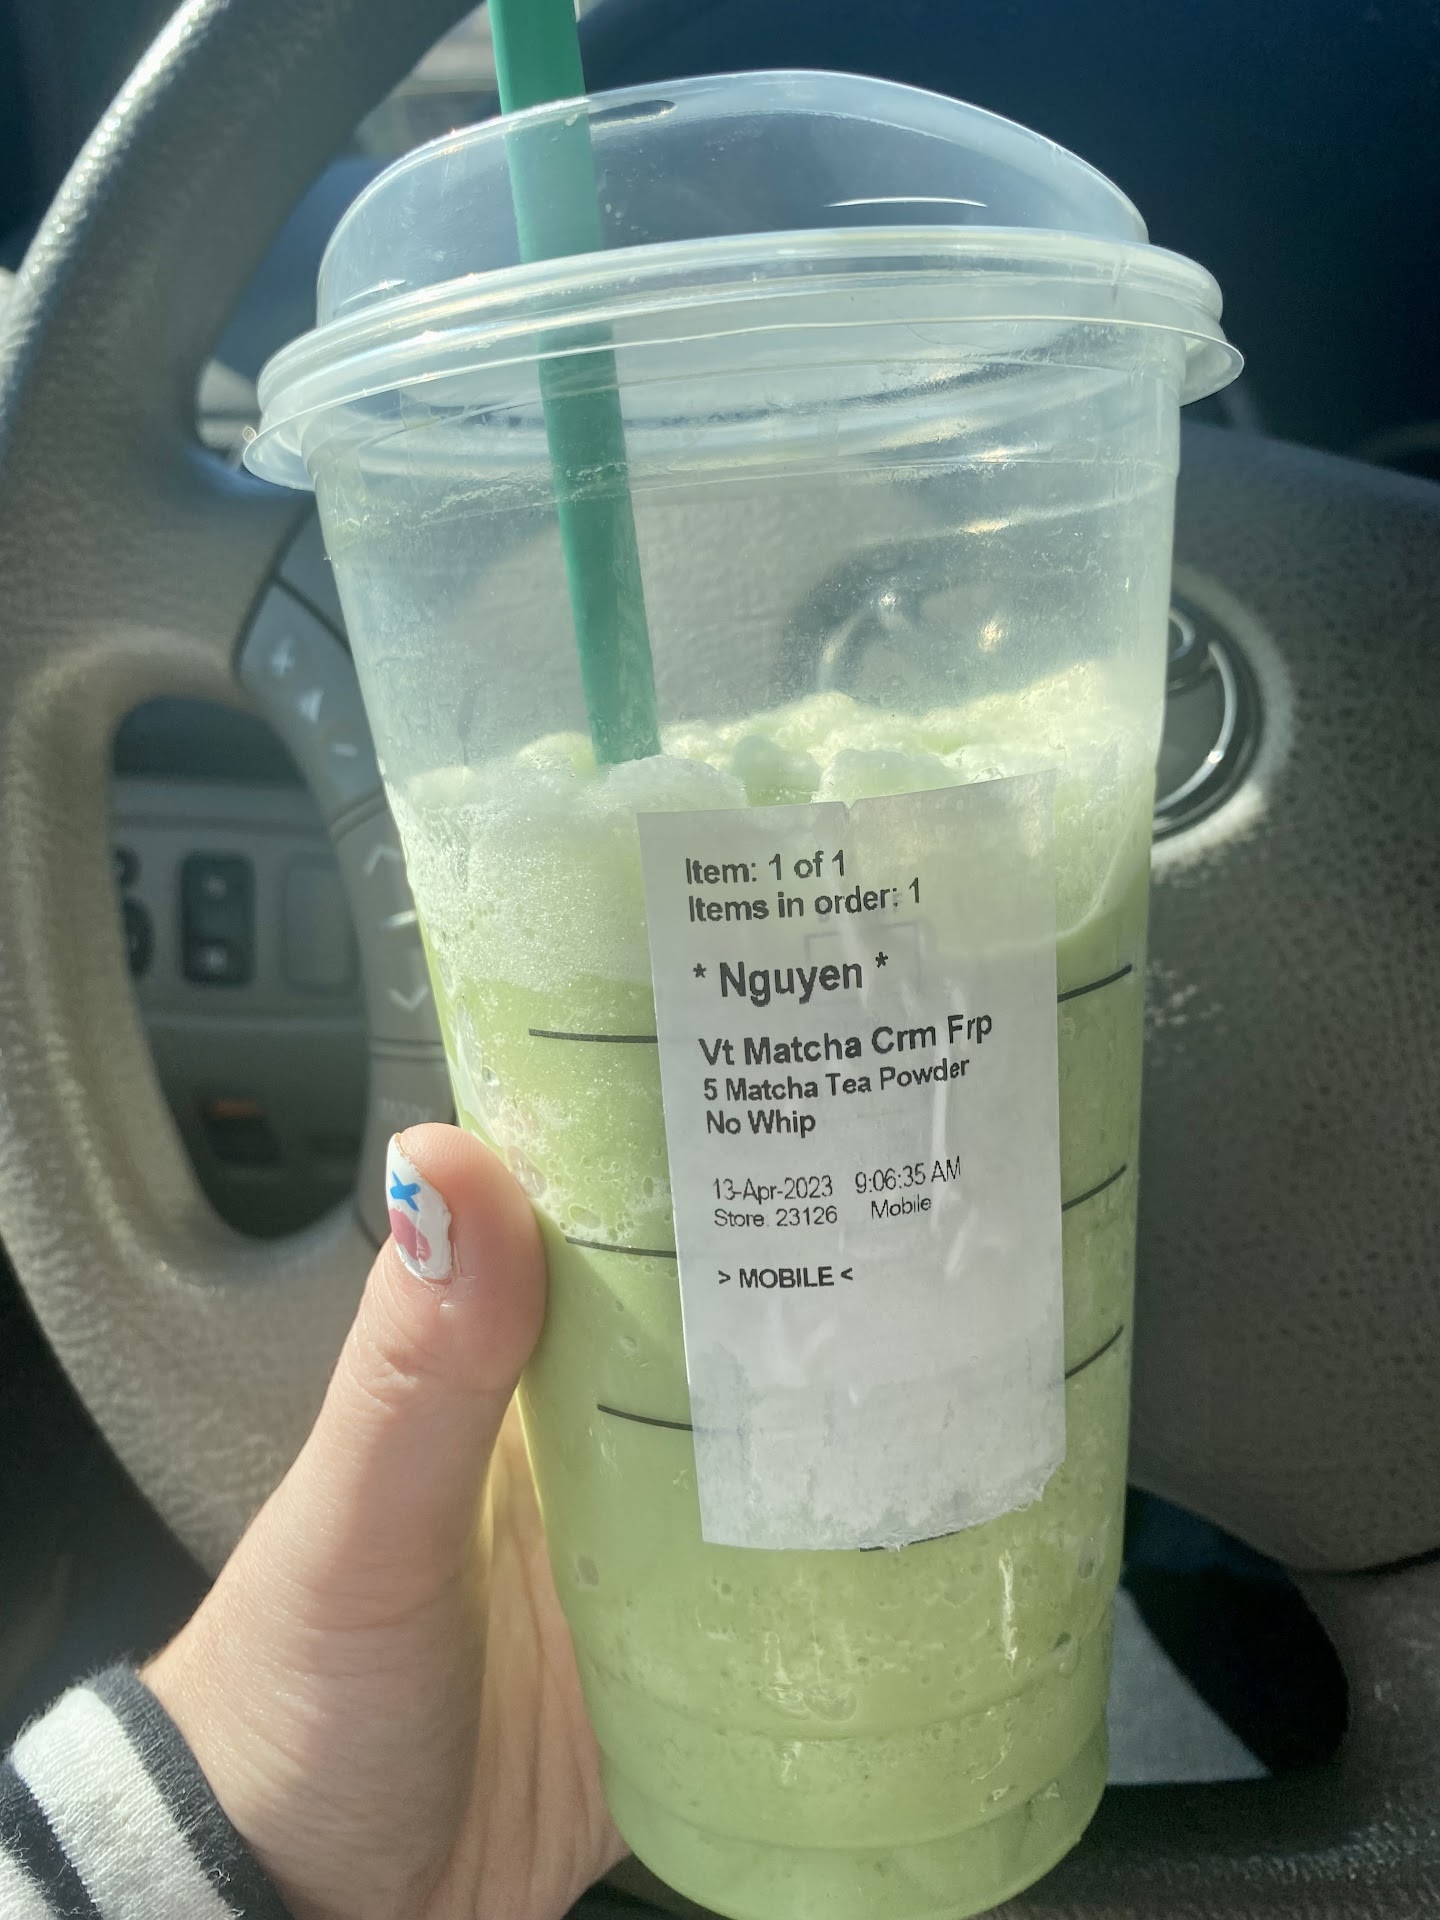 Item: 1 of 1
Items in order: 1
* Nguyen *
Vt Matcha Crm Frp
5 Matcha Tea Powder
No Whip
13-Apr-2023 9:06:35 AM
Store. 23126 Mobile
> MOBILE <
MODE